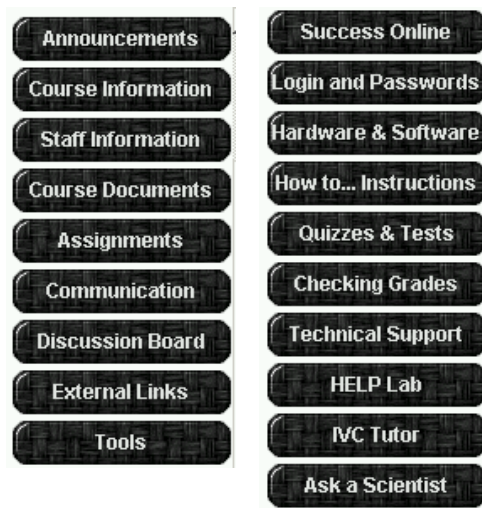 Announcements
Course Information
Staff Information
Course Documents
Assignments
Communication
Discussion Board
External Links
Tools
Success Online
Login and Passwords
Hardware & Software
How to... Instructions
Quizzes & Tests
Checking Grades
Technical Support
HELP Lab
IVC Tutor
Ask a Scientist